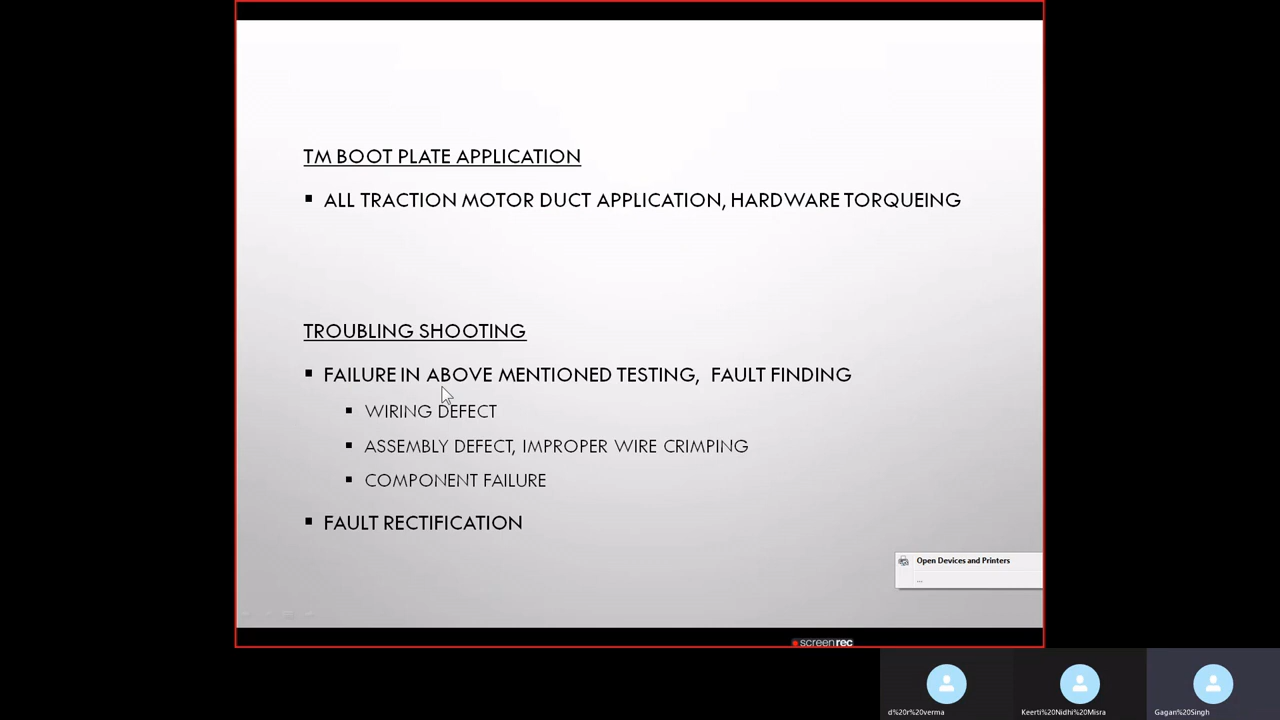 TM BOOT PLATE APPLICATION
▪ ALL TRACTION MOTOR DUCT APPLICATION, HARDWARE TORQUEING
TROUBLING SHOOTING
▪ FAILURE IN ABOVE MENTIONED TESTING, FAULT FINDING
▪ WIRING DEFECT
▪ ASSEMBLY DEFECT, IMPROPER WIRE CRIMPING
▪ COMPONENT FAILURE
▪ FAULT RECTIFICATION
Open Devices and Printers
...
screenrec
d%20r%20verma
Keerti%20Nidhi%20Misra
Gagan%20Singh